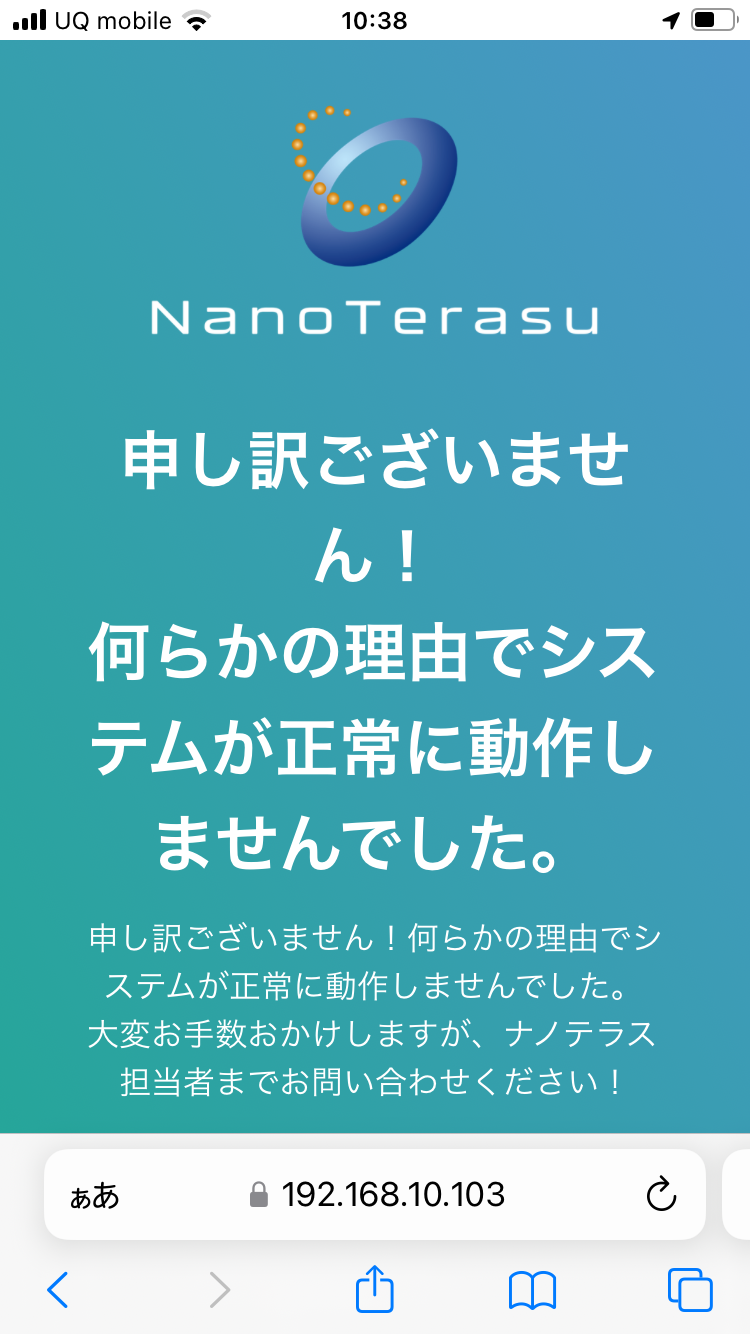 UQ mobile 10:38
NanoTerasu
申し訳ございませ
ん！
何らかの理由でシス
テムが正常に動作し
ませんでした。
申し訳ございません！何らかの理由でシ
ステムが正常に動作しませんでした。
大変お手数おかけしますが、ナノテラス
担当者までお問い合わせください！
ぁあ 192.168.10.103